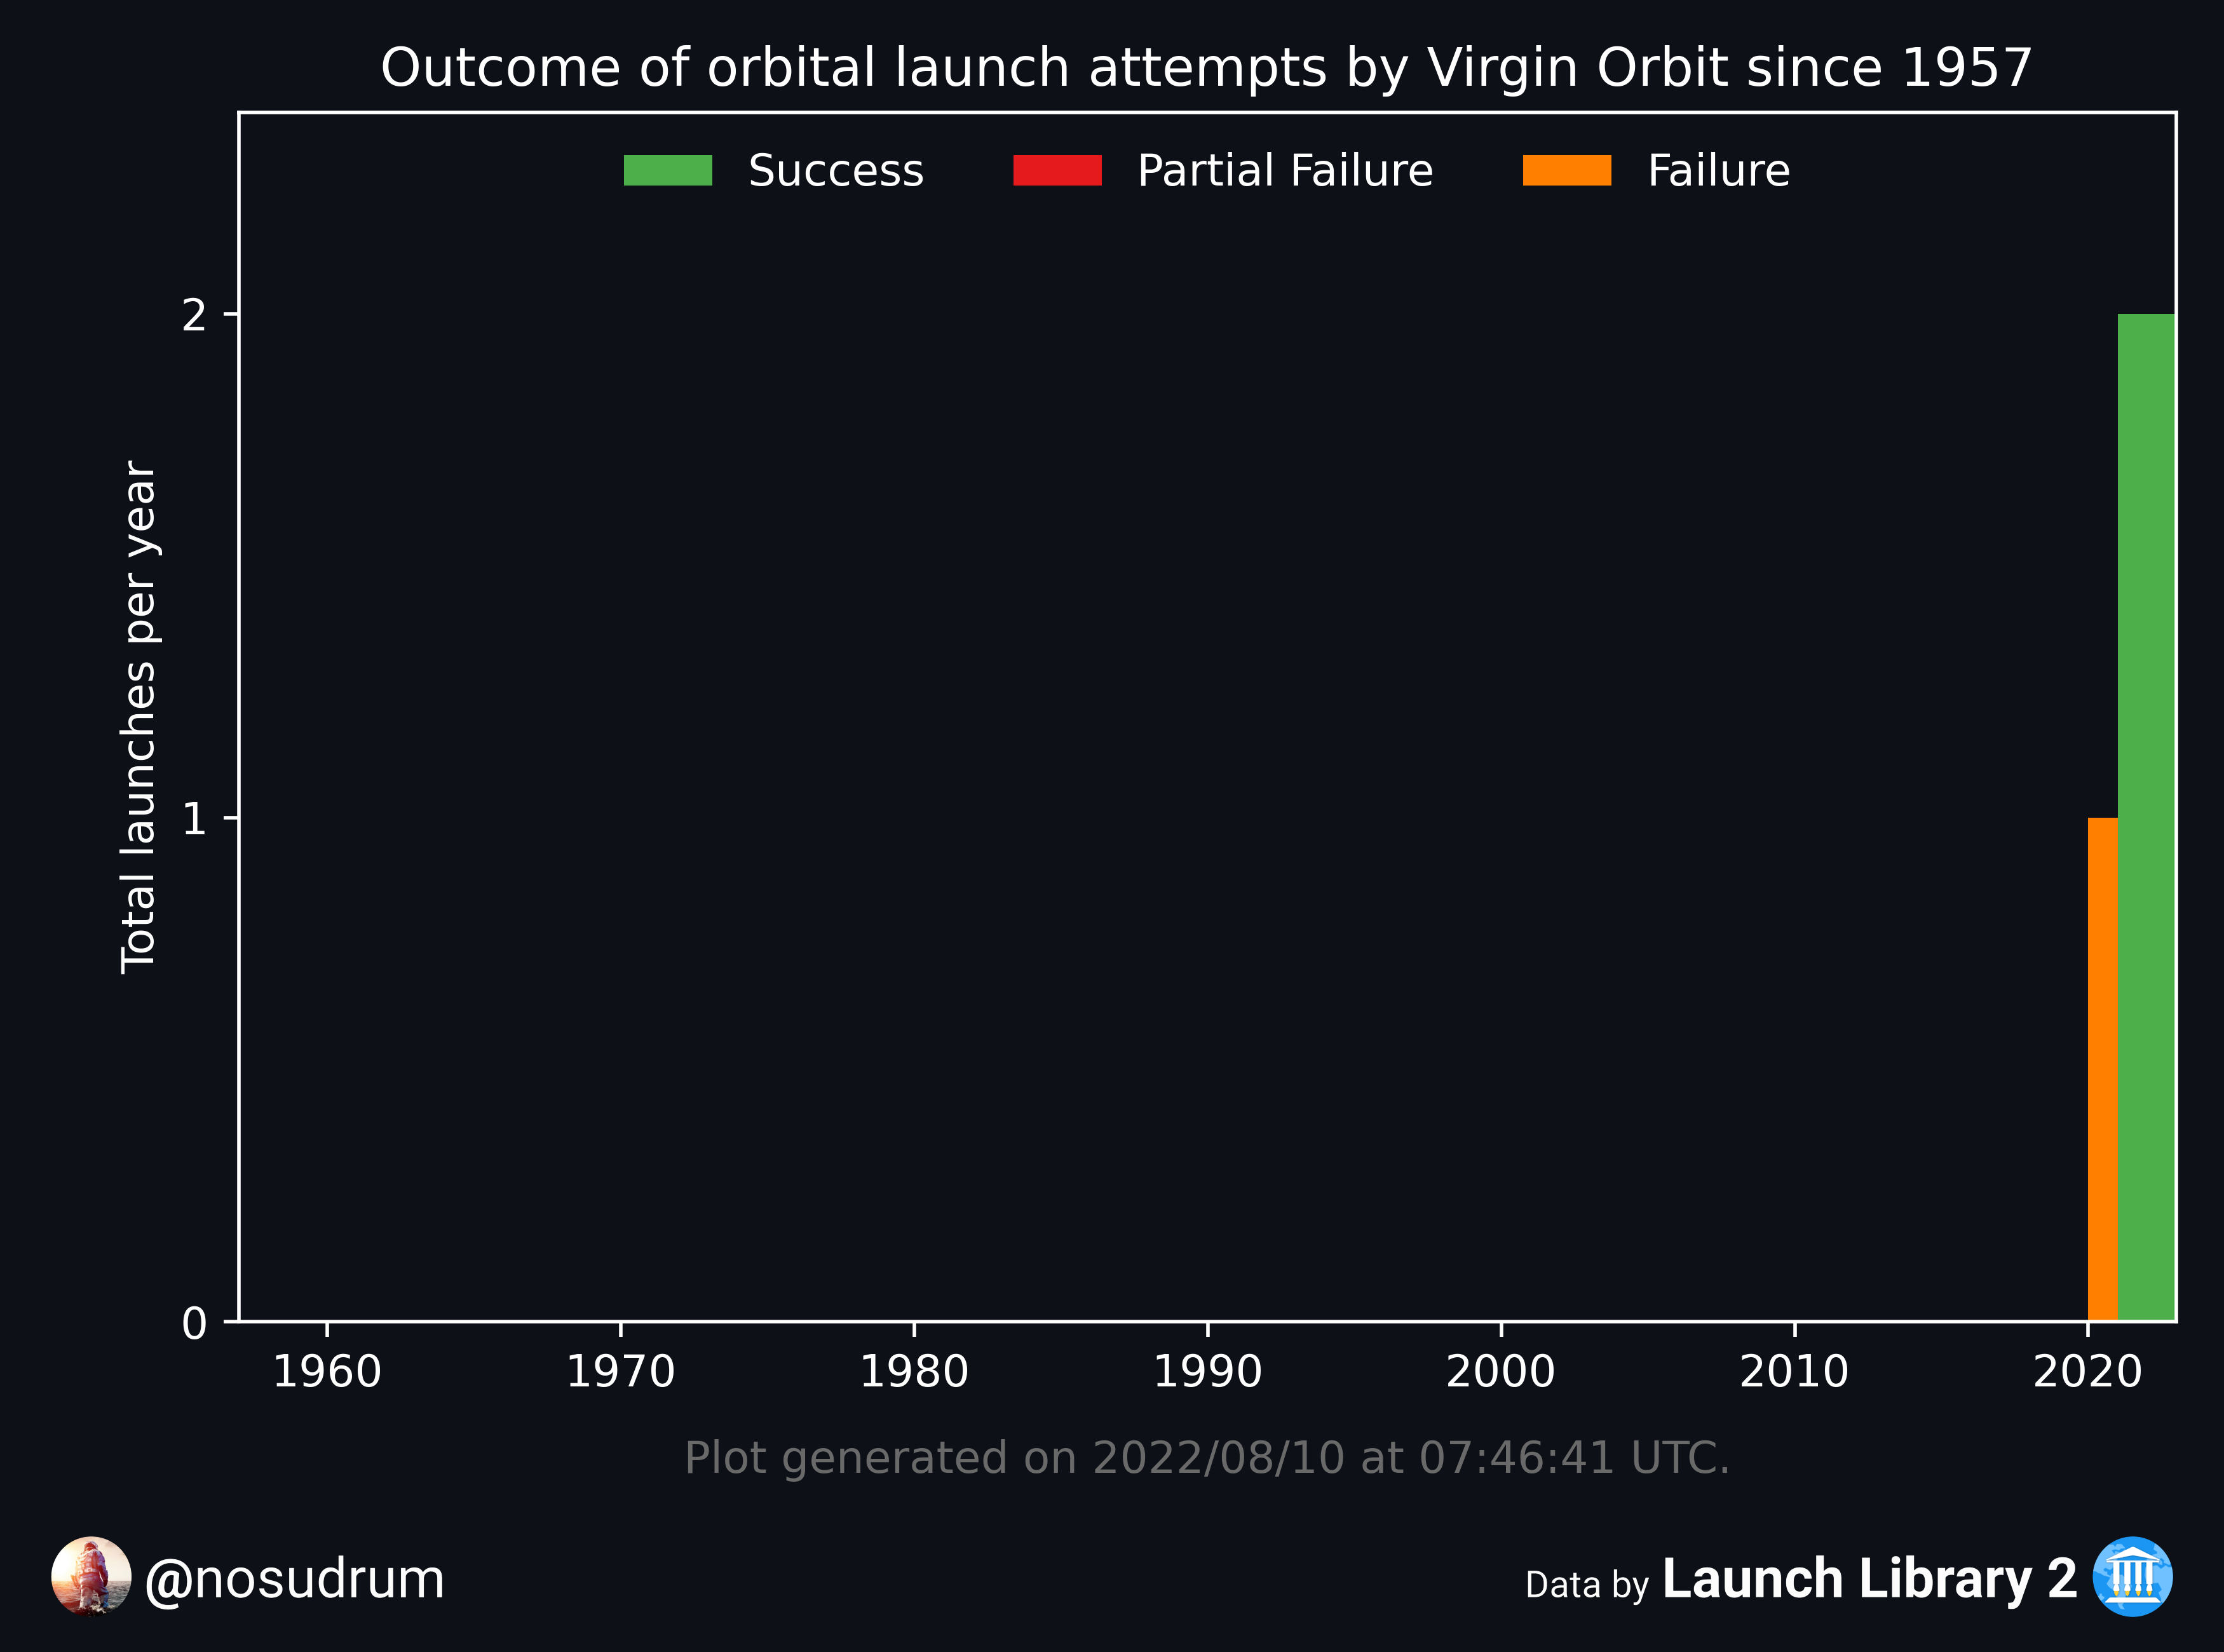 Outcome of orbital launch attempts by Virgin Orbit since 1957
Success Partial Failure Failure
Total launches per year
2
1
0
1960 1970 1980 1990 2000 2010 2020
Plot generated on 2022/08/10 at 07:46:41 UTC.
@nosudrum
Data by Launch Library 2